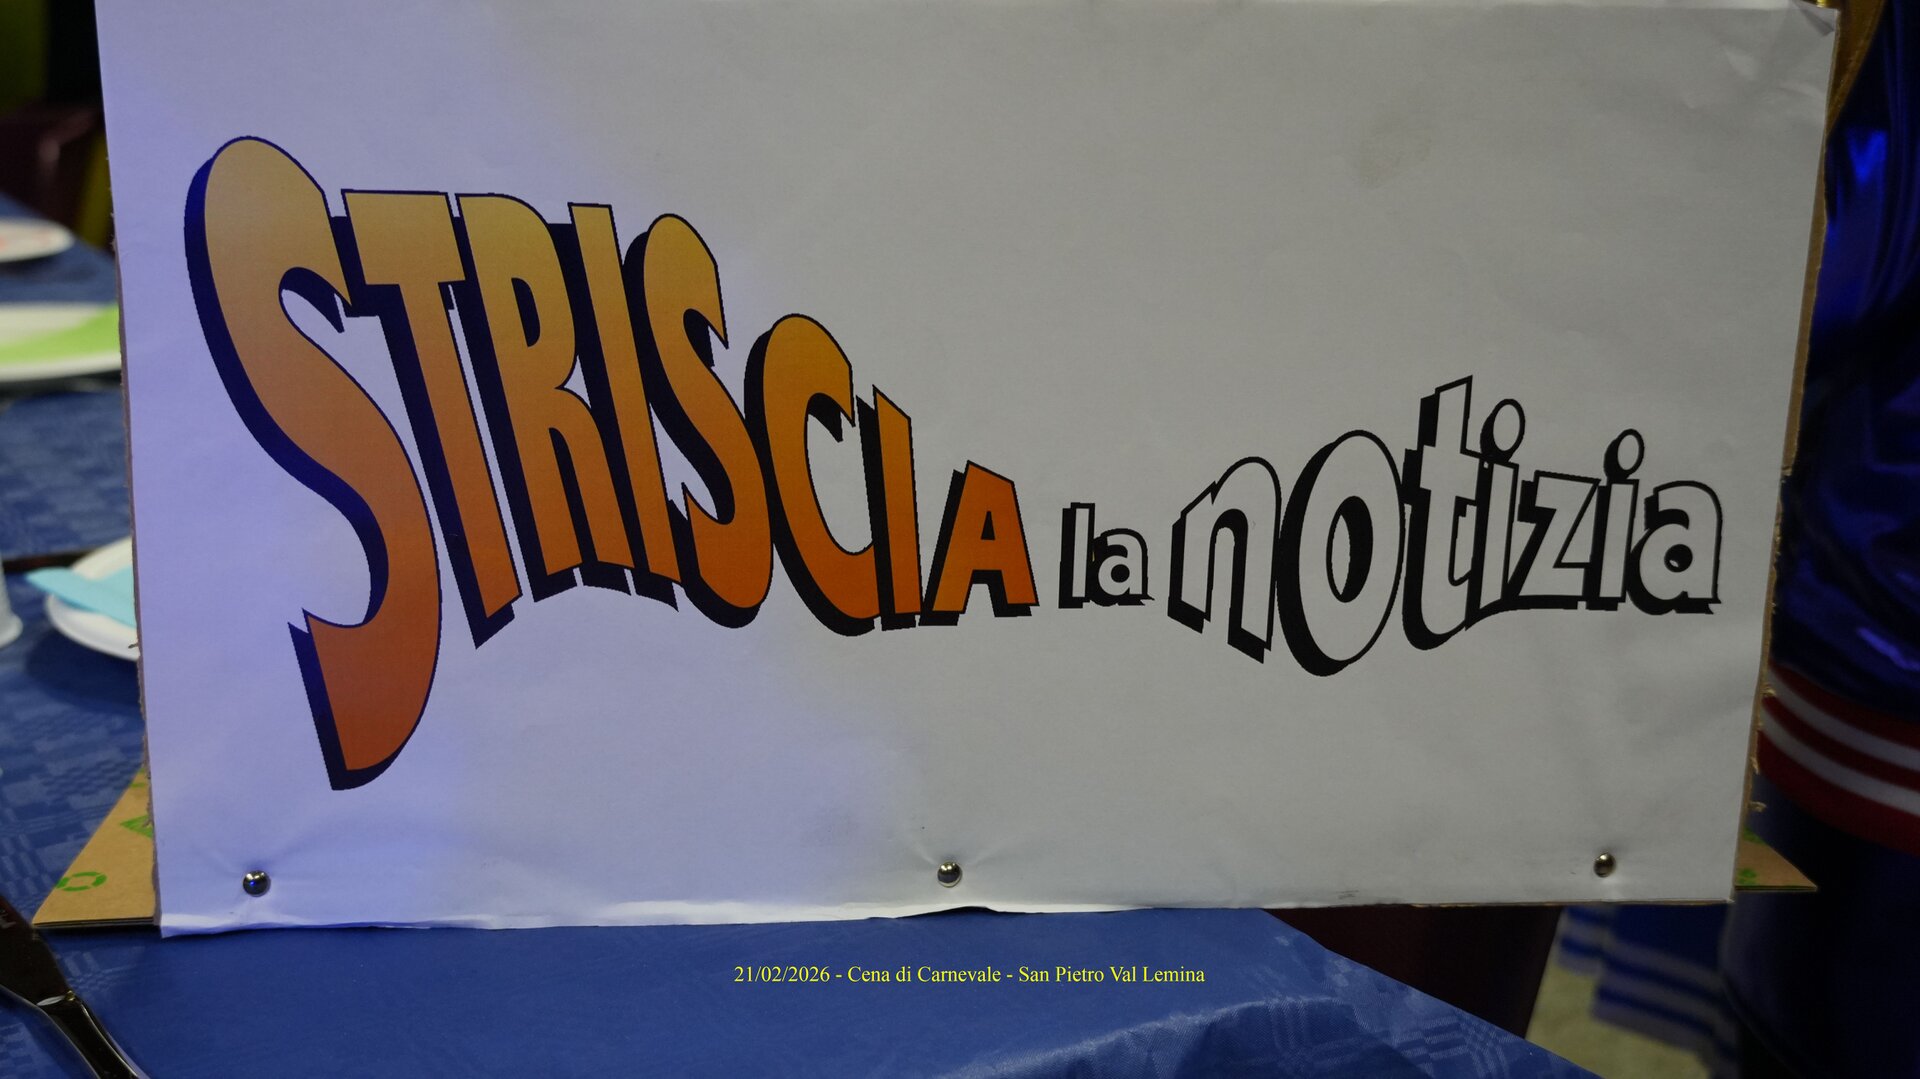 STRISCIA la notizia
21/02/2026 - Cena di Carnevale - San Pietro Val Lemina